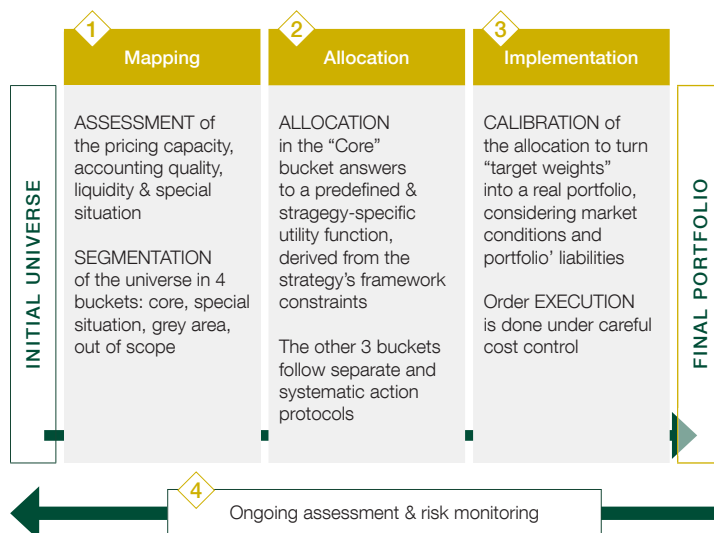 INITIAL UNIVERSE
1
Mapping
ASSESSMENT of
the pricing capacity,
accounting quality,
liquidity & special
situation
SEGMENTATION
of the universe in 4
buckets: core, special
situation, grey area,
out of scope
2
Allocation
ALLOCATION
in the “Core”
bucket answers
to a predefined &
stragegy-specific
utility function,
derived from the
strategy’s framework
constraints
The other 3 buckets
follow separate and
systematic action
protocols
3
Implementation
CALIBRATION of
the allocation to turn
“target weights”
into a real portfolio,
considering market
conditions and
portfolio’ liabilities
Order EXECUTION
is done under careful
cost control
FINAL PORTFOLIO
4
Ongoing assessment & risk monitoring